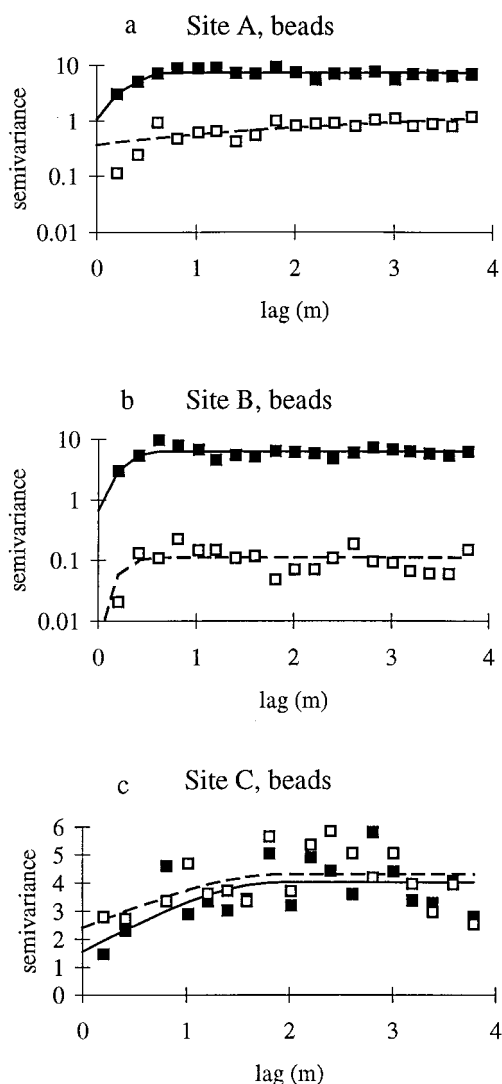 a Site A, beads
10
1
0.1
0.01
semivariance
0 1 2 3 4
lag (m)
b Site B, beads
10
1
0.1
0.01
semivariance
0 1 2 3 4
lag (m)
c Site C, beads
6
5
4
3
2
1
0
semivariance
0 1 2 3 4
lag (m)